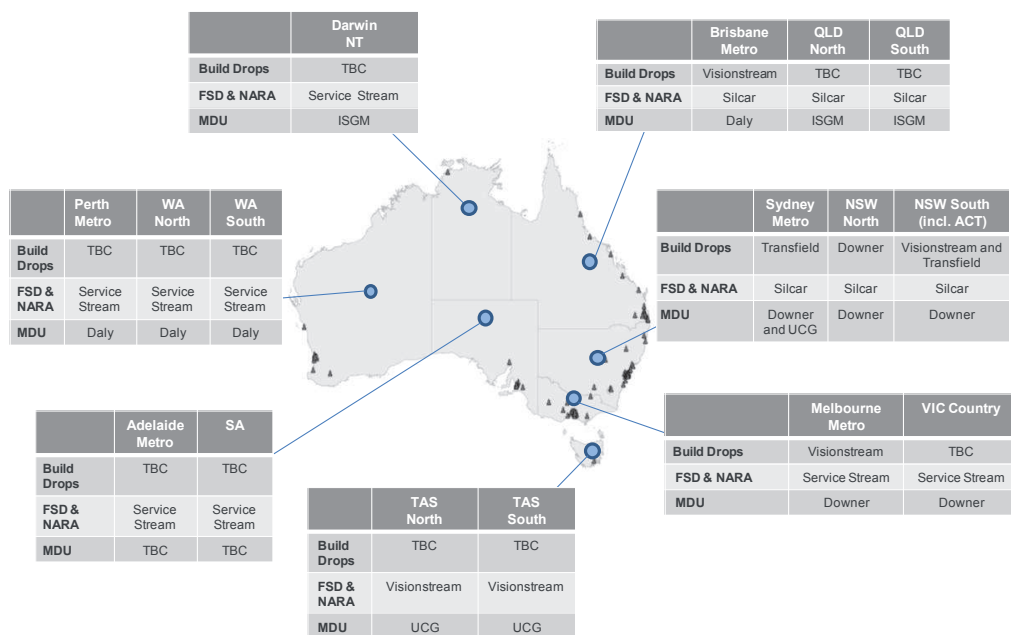 Darwin
NT
Build Drops TBC
FSD & NARA Service Stream
MDU ISGM
Brisbane Metro QLD North QLD South
Build Drops Visionstream TBC TBC
FSD & NARA Silcar Silcar Silcar
MDU Daly ISGM ISGM
Perth Metro WA North WA South
Build Drops TBC TBC TBC
FSD & NARA Service Stream Service Stream Service Stream
MDU Daly Daly Daly
Sydney Metro NSW North NSW South (incl. ACT)
Build Drops Transfield Downer Visionstream and Transfield
FSD & NARA Silcar Silcar Silcar
MDU Downer and UCG Downer Downer
Adelaide Metro SA
Build Drops TBC TBC
FSD & NARA Service Stream Service Stream
MDU TBC TBC
Melbourne Metro VIC Country
Build Drops Visionstream TBC
FSD & NARA Service Stream Service Stream
MDU Downer Downer
TAS North TAS South
Build Drops TBC TBC
FSD & NARA Visionstream Visionstream
MDU UCG UCG